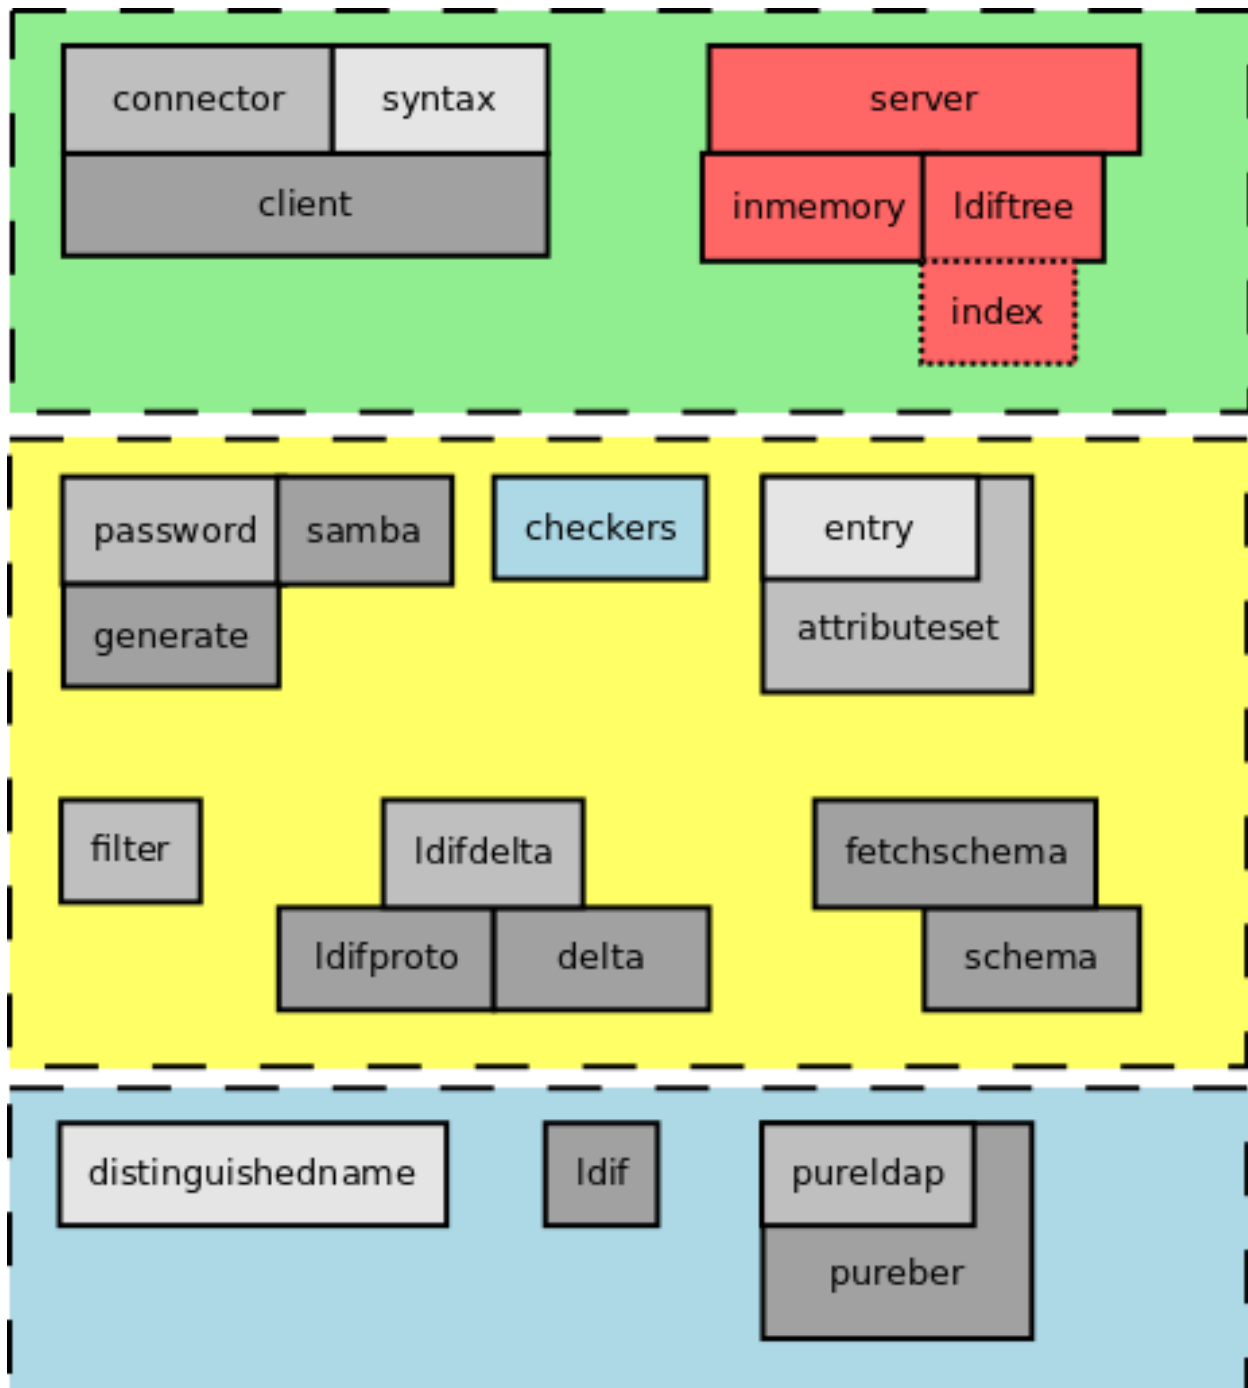 connector
syntax
server
client
inmemory
ldiftree
index
password
samba
checkers
entry
generate
attributeset
filter
ldifdelta
fetchschema
ldifproto
delta
schema
distinguishedname
ldif
pureldap
pureber